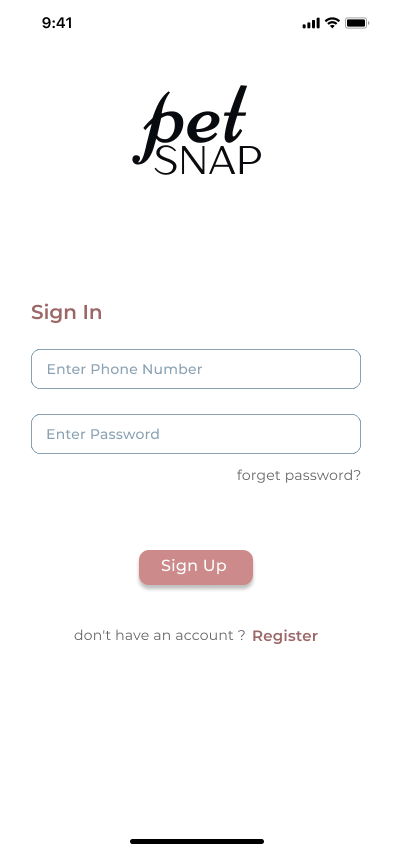 9:41
pet
SNAP
Sign In
Enter Phone Number
Enter Password
forget password?
Sign Up
don't have an account ? Register